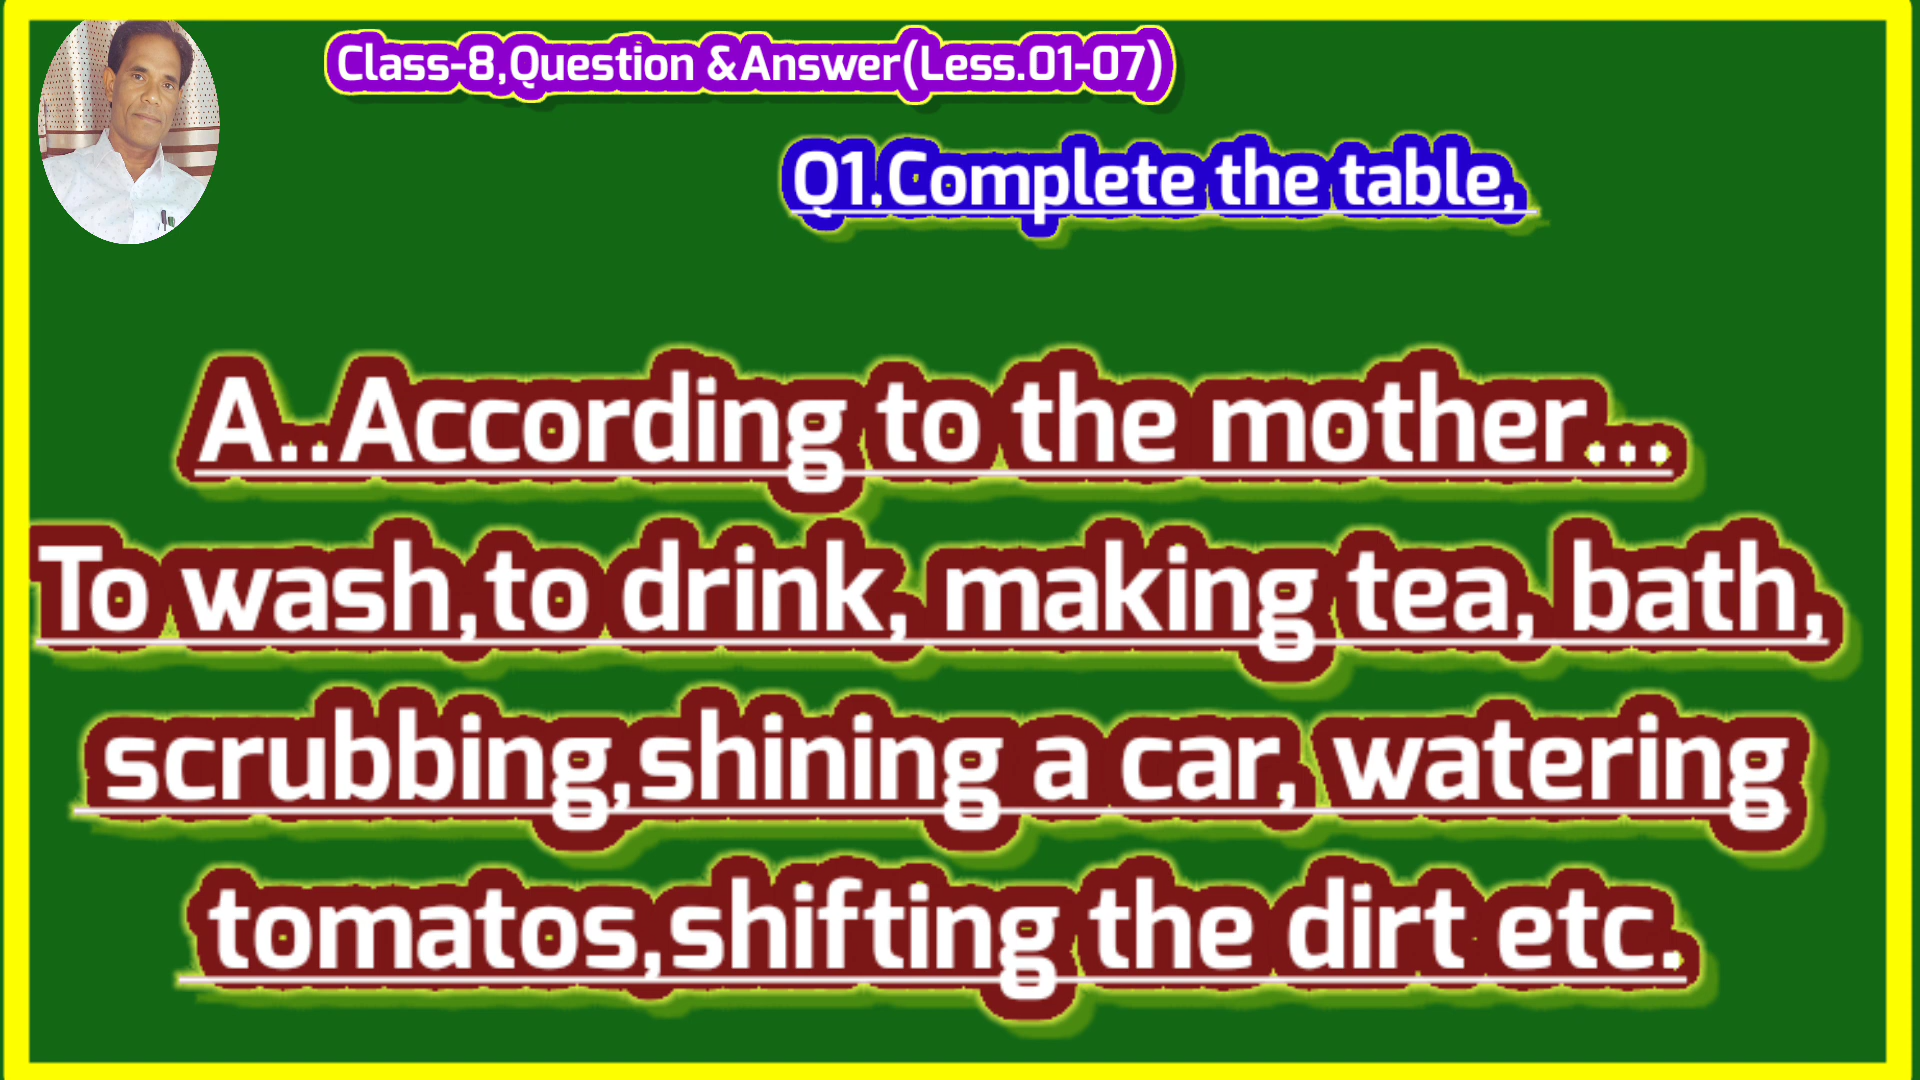 Class-8,Question &Answer(Less.01-07)
Q1.Complete the table,
A..According to the mother...
To wash,to drink, making tea, bath,
scrubbing,shining a car, watering
tomatos,shifting the dirt etc.